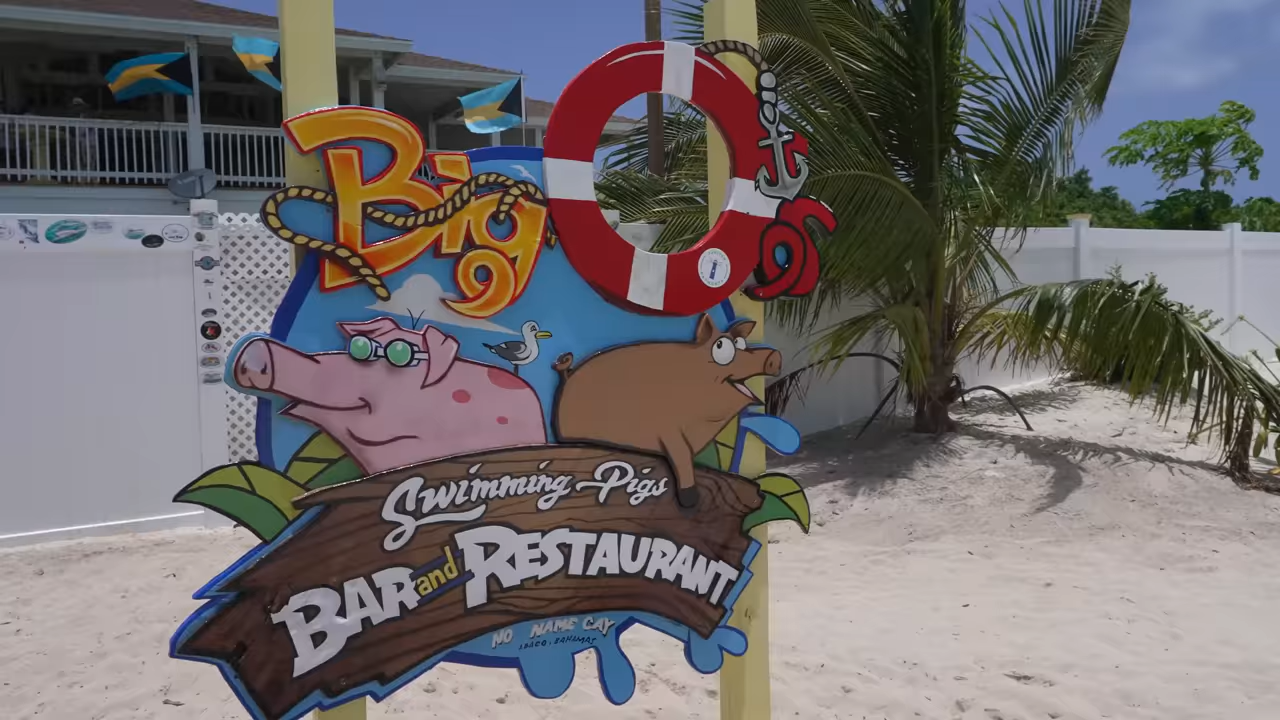 Big O's
Swimming Pigs
BAR and RESTAURANT
NO NAME CAY
ABACO, BAHAMAS